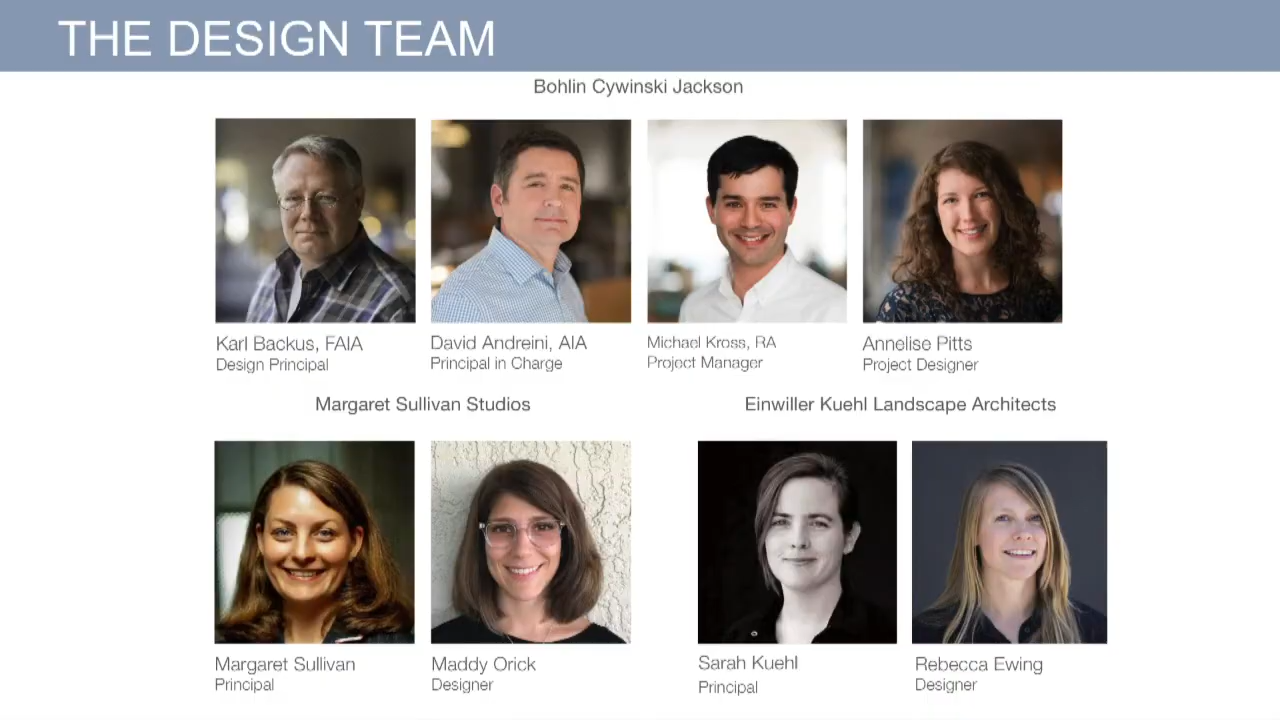 THE DESIGN TEAM
Bohlin Cywinski Jackson
Karl Backus, FAIA
Design Principal
David Andreini, AIA
Principal in Charge
Michael Kross, RA
Project Manager
Annelise Pitts
Project Designer
Margaret Sullivan Studios
Einwiller Kuehl Landscape Architects
Margaret Sullivan
Principal
Maddy Orick
Designer
Sarah Kuehl
Principal
Rebecca Ewing
Designer